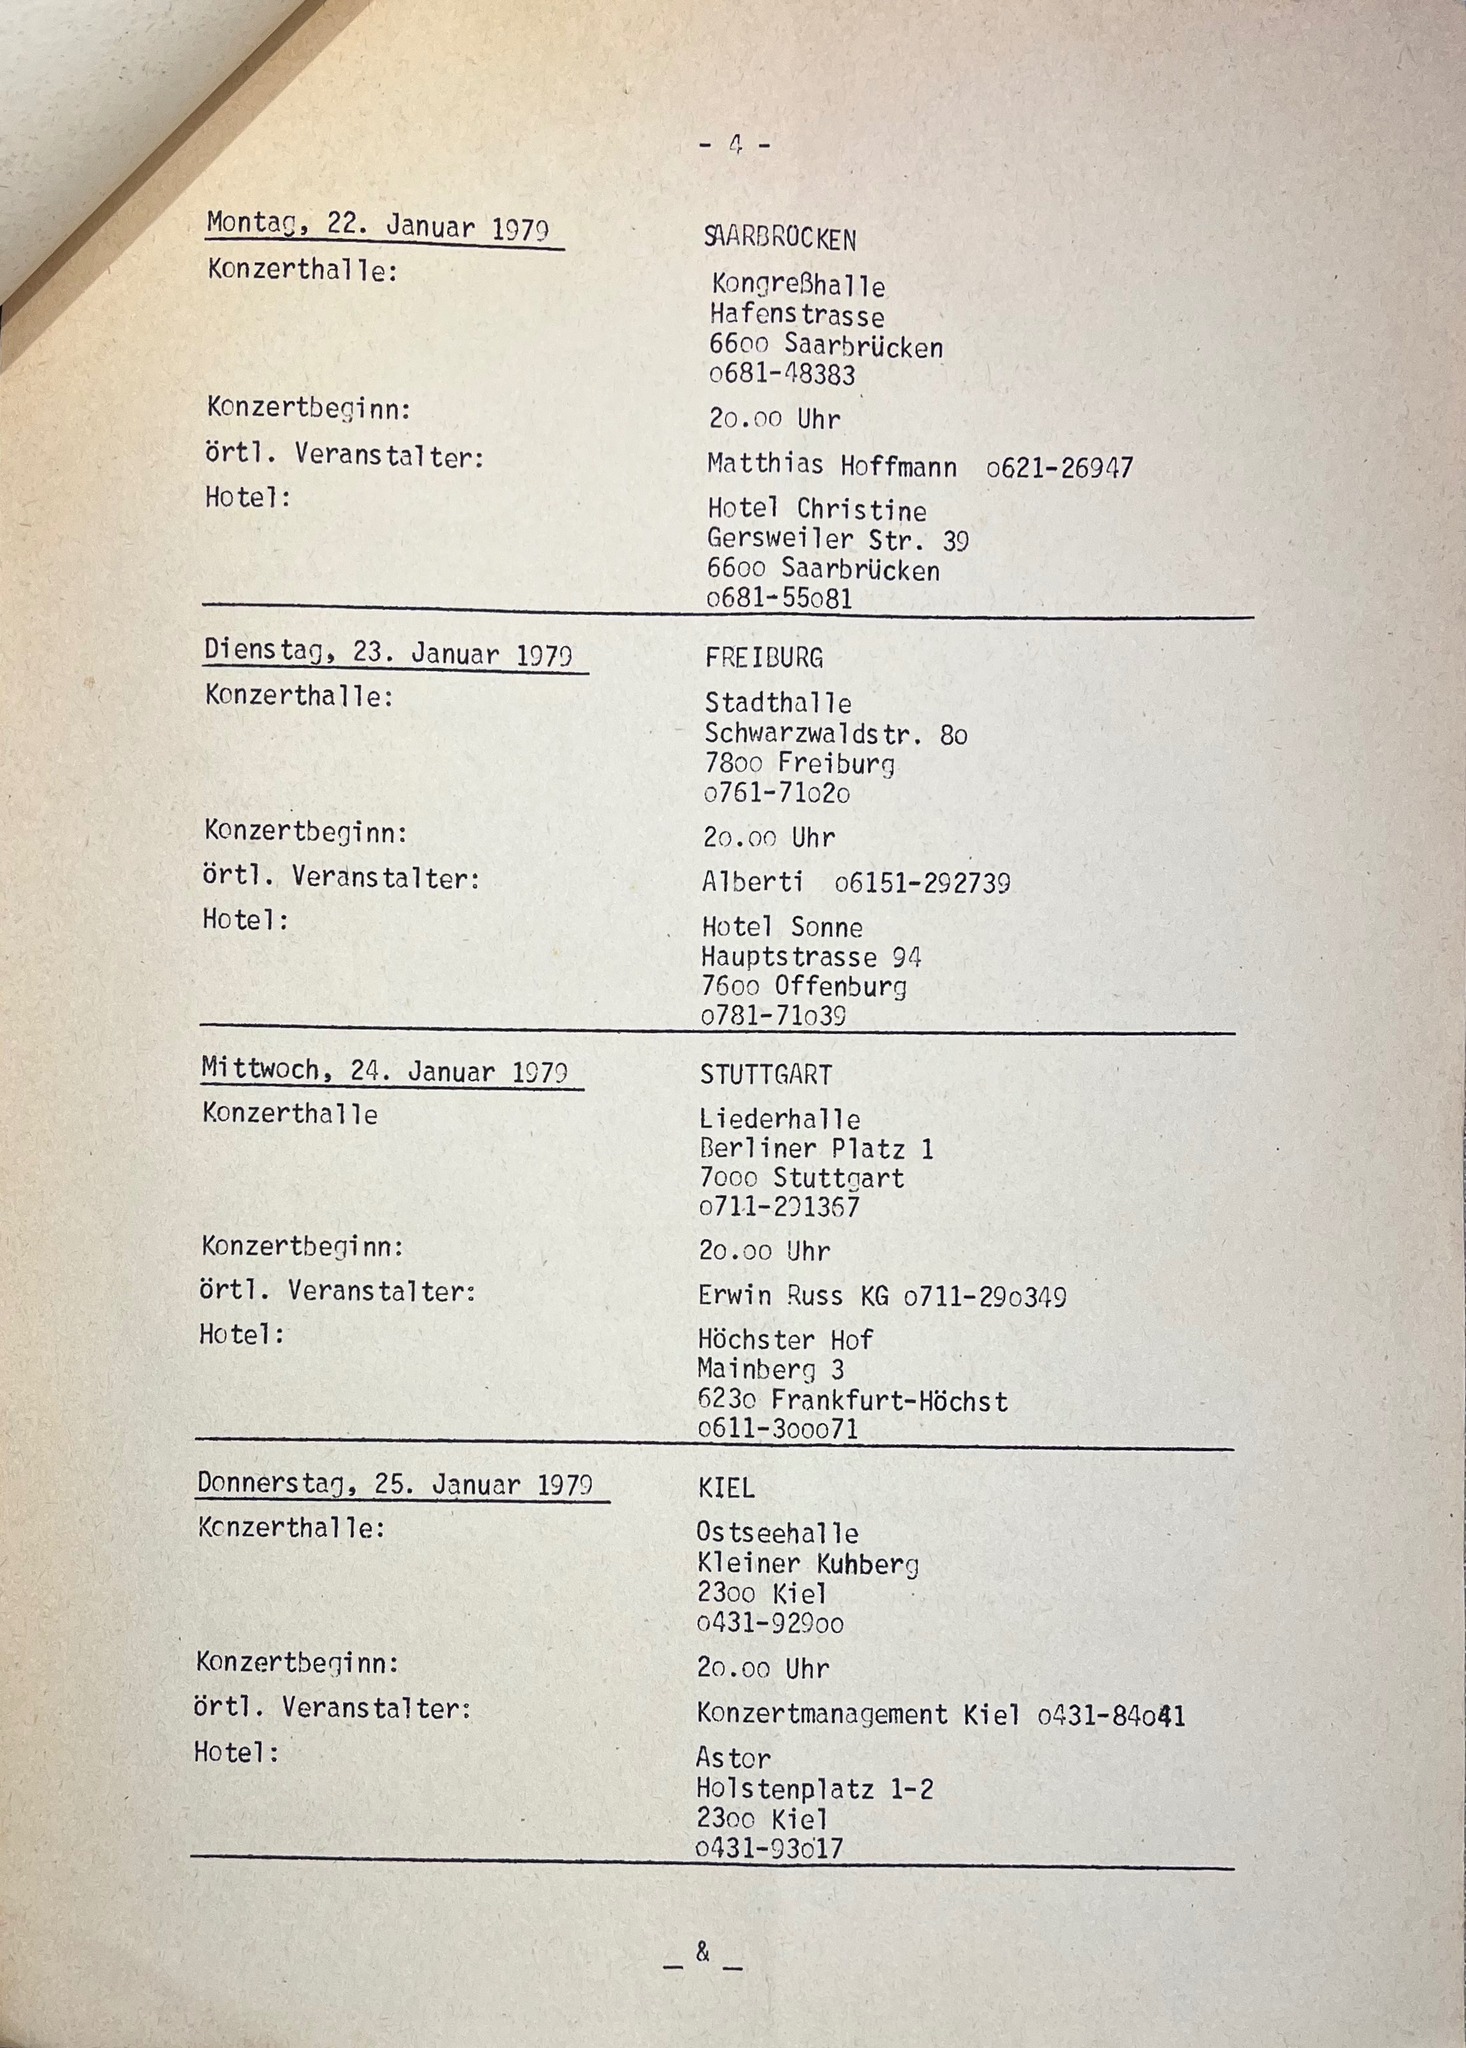 - 4 -
Montag, 22. Januar 1979 SAARBRÜCKEN
Konzerthalle: Kongreßhalle
Hafenstrasse
66oo Saarbrücken
o681-48383
Konzertbeginn: 2o.oo Uhr
örtl. Veranstalter: Matthias Hoffmann o621-26947
Hotel: Hotel Christine
Gersweiler Str. 39
66oo Saarbrücken
o681-55o81
Dienstag, 23. Januar 1979 FREIBURG
Konzerthalle: Stadthalle
Schwarzwaldstr. 8o
78oo Freiburg
o761-71o2o
Konzertbeginn: 2o.oo Uhr
örtl. Veranstalter: Alberti o6151-292739
Hotel: Hotel Sonne
Hauptstrasse 94
76oo Offenburg
o781-71o39
Mittwoch, 24. Januar 1979 STUTTGART
Konzerthalle Liederhalle
Berliner Platz 1
7ooo Stuttgart
o711-291367
Konzertbeginn: 2o.oo Uhr
örtl. Veranstalter: Erwin Russ KG o711-29o349
Hotel: Höchster Hof
Mainberg 3
623o Frankfurt-Höchst
o611-3ooo71
Donnerstag, 25. Januar 1979 KIEL
Konzerthalle: Ostseehalle
Kleiner Kuhberg
23oo Kiel
o431-929oo
Konzertbeginn: 2o.oo Uhr
örtl. Veranstalter: Konzertmanagement Kiel o431-84o41
Hotel: Astor
Holstenplatz 1-2
23oo Kiel
o431-93o17
_ & _